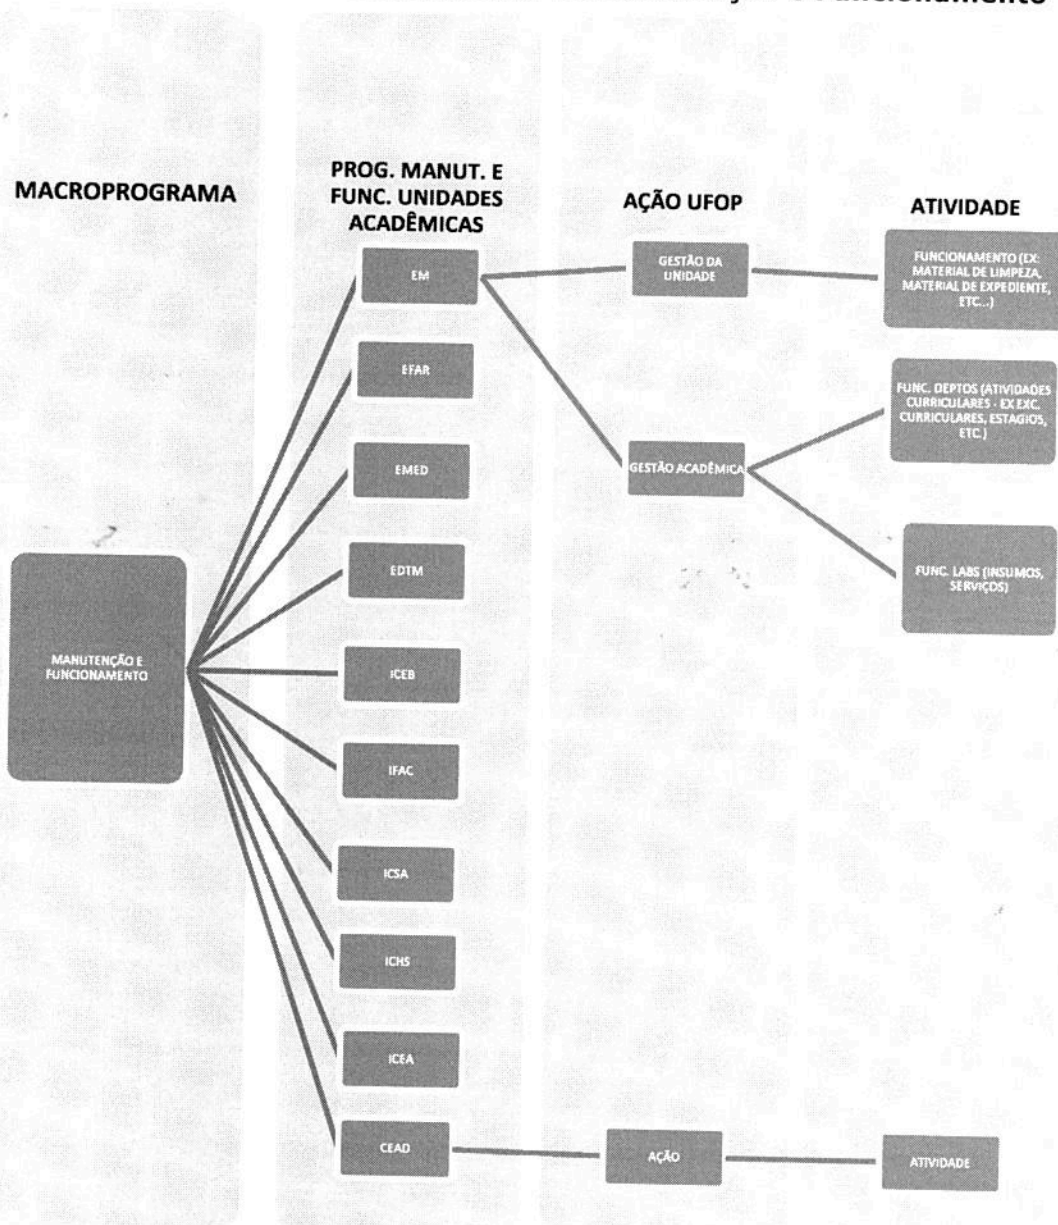 Funcionamento
MACROPROGRAMA
PROG. MANUT. E
FUNC. UNIDADES
ACADÊMICAS
AÇÃO UFOP
ATIVIDADE
EM
GESTÃO DA
UNIDADE
FUNCIONAMENTO (EX:
MATERIAL DE LIMPEZA,
MATERIAL DE EXPEDIENTE,
ETC...)
EFAR
FUNC. DEPTOS (ATIVIDADES
CURRICULARES - EX EXC.
CURRICULARES, ESTAGIOS,
ETC.)
EMED
GESTÃO ACADÊMICA
EDTM
FUNC. LABS (INSUMOS,
SERVIÇOS)
MANUTENÇÃO E
FUNCIONAMENTO
ICEB
IFAC
ICSA
ICHS
ICEA
CEAD
AÇÃO
ATIVIDADE